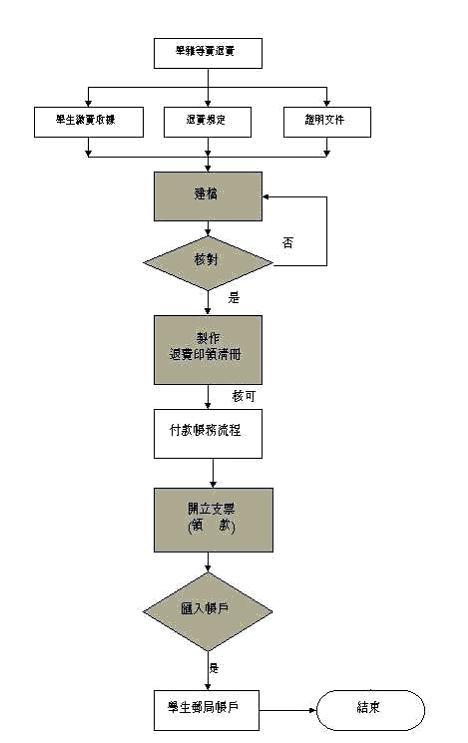 學雜等費退費
學生繳費收據
退費規定
證明文件
建檔
否
核對
是
製作
退費印領清冊
核可
付款帳務流程
開立支票
(領 款)
匯入帳戶
是
學生郵局帳戶
結束